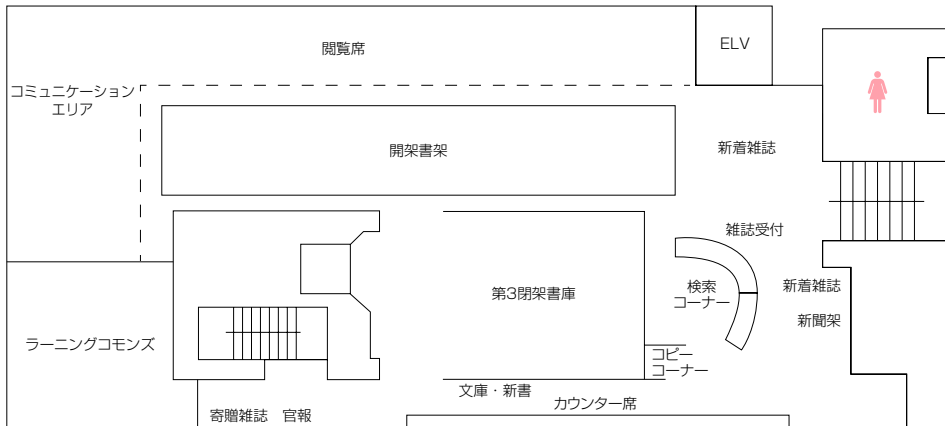 閲覧席
ELV
コミュニケーション
エリア
開架書架
新着雑誌
雑誌受付
検索
コーナー
新着雑誌
第3閉架書庫
新聞架
ラーニングコモンズ
コピー
コーナー
文庫・新書
カウンター席
寄贈雑誌 官報